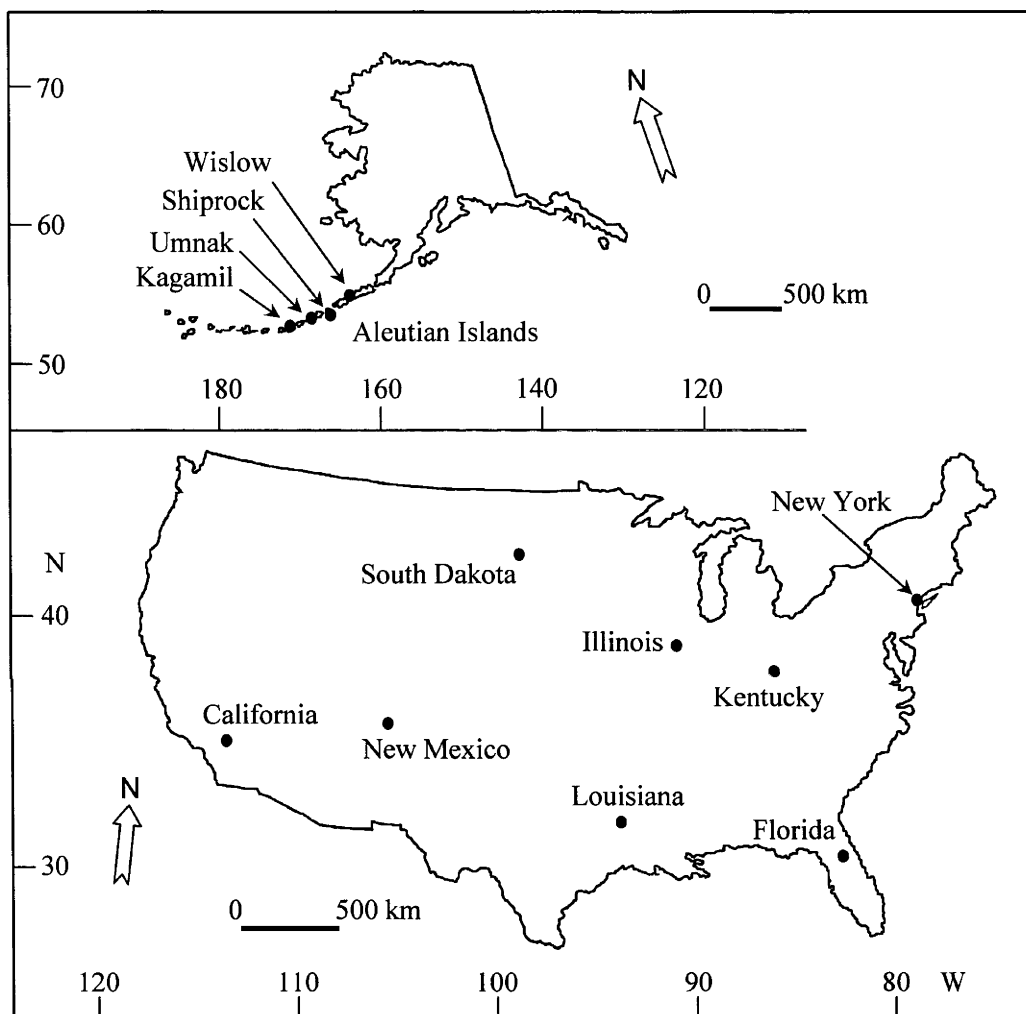 70
N
Wislow
Shiprock
60
Umnak
Kagamil
0 500 km
Aleutian Islands
50
180 160 140 120
New York
N
South Dakota
40
Illinois
Kentucky
California
New Mexico
N
Louisiana
Florida
30
0 500 km
120 110 100 90 80 W